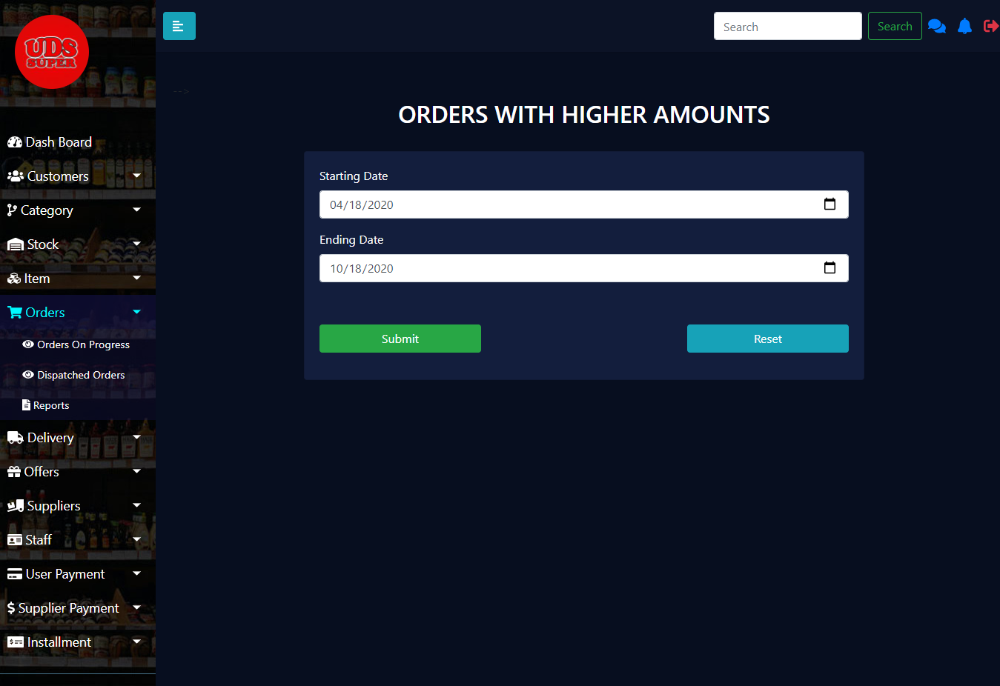 UDS
SUPER
Search
Search
-->
ORDERS WITH HIGHER AMOUNTS
Starting Date
04/18/2020
Ending Date
10/18/2020
Submit
Reset
Dash Board
Customers
Category
Stock
Item
Orders
Orders On Progress
Dispatched Orders
Reports
Delivery
Offers
Suppliers
Staff
User Payment
Supplier Payment
Installment